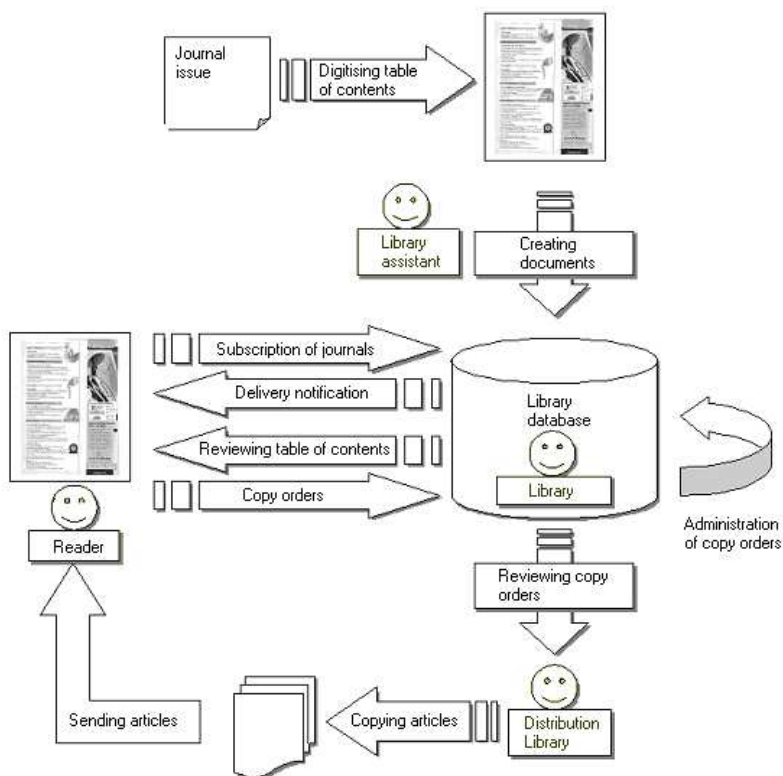 Journal
issue
Digitising table
of contents
Library
assistant
Creating
documents
Subscription of journals
Delivery notification
Library
database
Reviewing table of contents
Library
Copy orders
Administration
of copy orders
Reader
Reviewing copy
orders
Sending articles
Copying articles
Distribution
Library